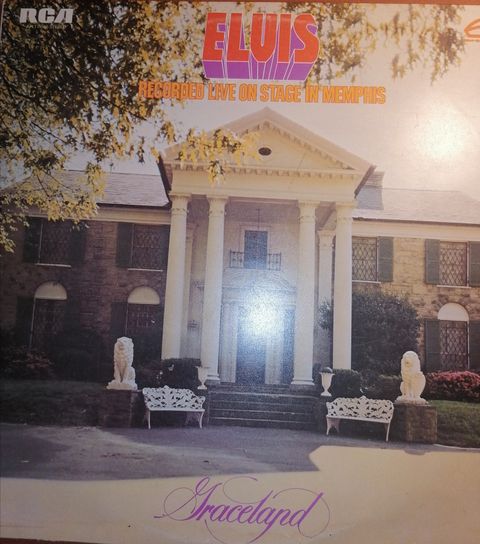 RCA
ELVIS
RECORDED LIVE ON STAGE IN MEMPHIS
Graceland